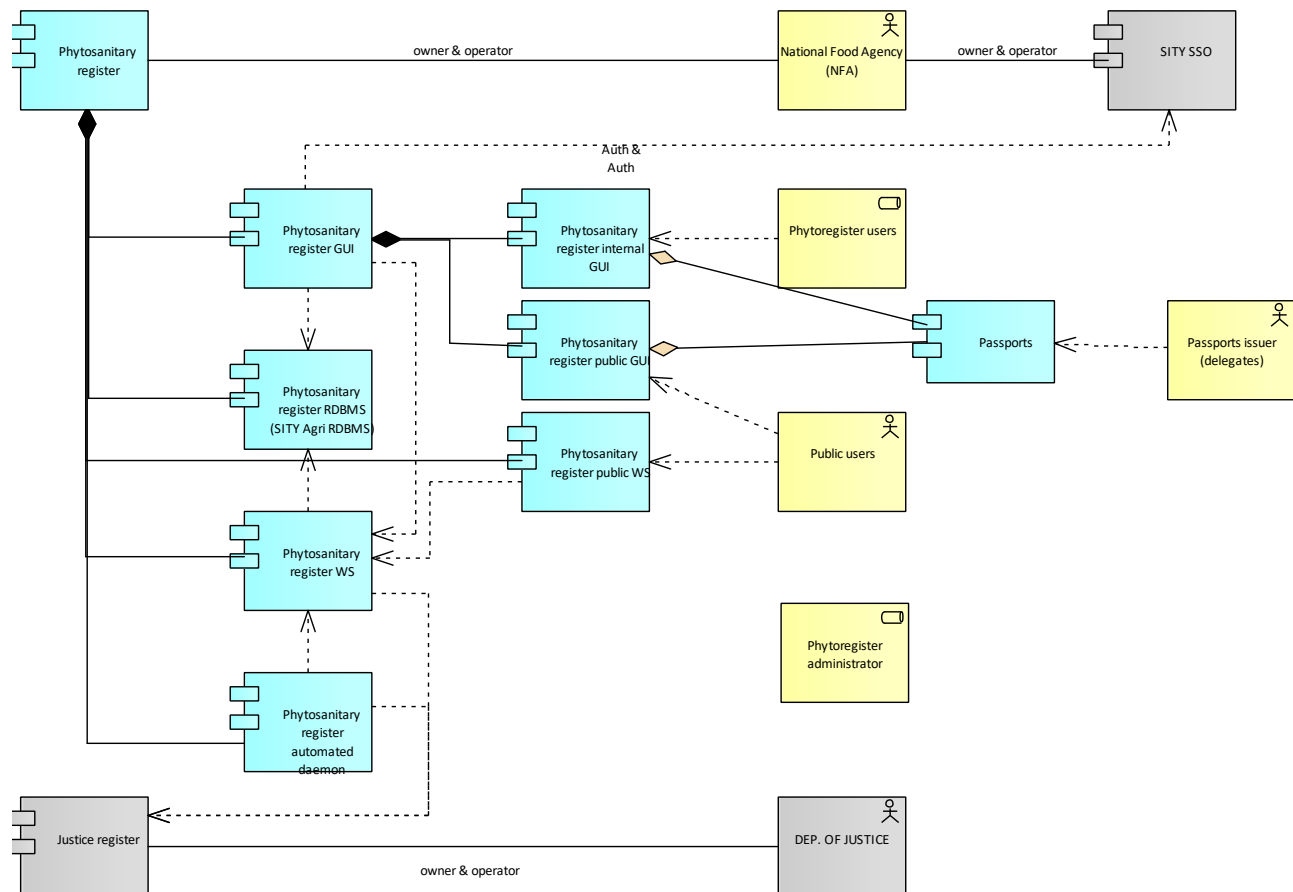 Phytosanitary
register
owner & operator
National Food Agency
(NFA)
owner & operator
SITY SSO
Auth &
Auth
Phytosanitary
register GUI
Phytosanitary
register internal
GUI
Phytoregister users
Phytosanitary
register public GUI
Passports
Passports issuer
(delegates)
Phytosanitary
register RDBMS
(SITY Agri RDBMS)
Phytosanitary
register public WS
Public users
Phytosanitary
register WS
Phytoregister
administrator
Phytosanitary
register
automated
daemon
Justice register
owner & operator
DEP. OF JUSTICE